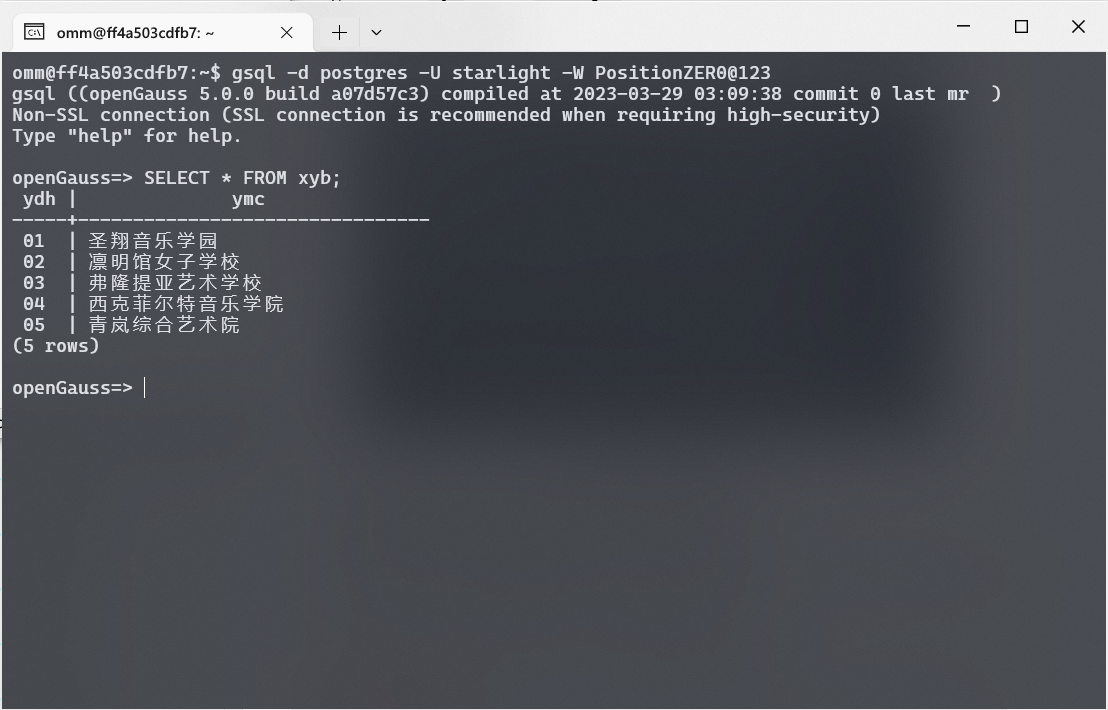 omm@ff4a503cdfb7: ~
omm@ff4a503cdfb7:~$ gsql -d postgres -U starlight -W PositionZER0@123
gsql ((openGauss 5.0.0 build a07d57c3) compiled at 2023-03-29 03:09:38 commit 0 last mr  )
Non-SSL connection (SSL connection is recommended when requiring high-security)
Type "help" for help.
openGauss=> SELECT * FROM xyb;
 ydh |              ymc
-----+--------------------------------
 01  | 圣翔音乐学园
 02  | 凛明馆女子学校
 03  | 弗隆提亚艺术学校
 04  | 西克菲尔特音乐学院
 05  | 青岚综合艺术院
(5 rows)
openGauss=>